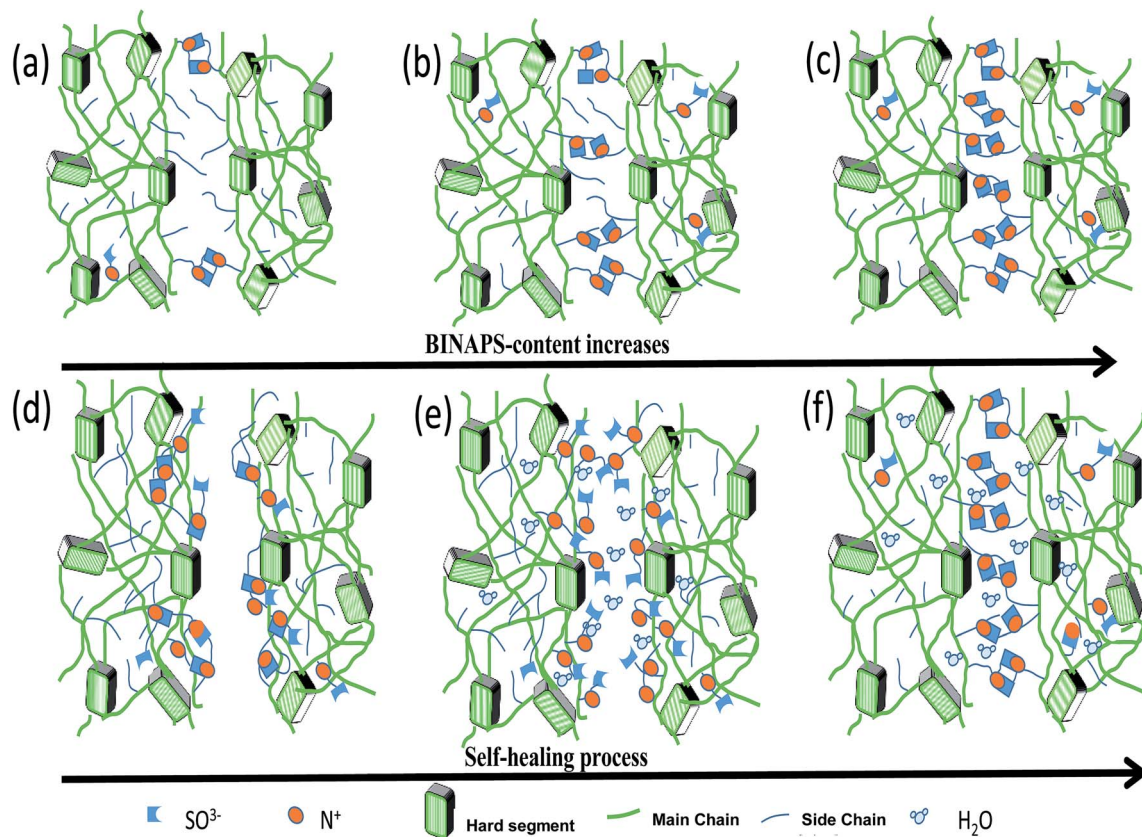 (a)
(b)
(c)
BINAPS-content increases
(d)
(e)
(f)
Self-healing process
SO³⁻ N⁺ Hard segment Main Chain Side Chain H₂O